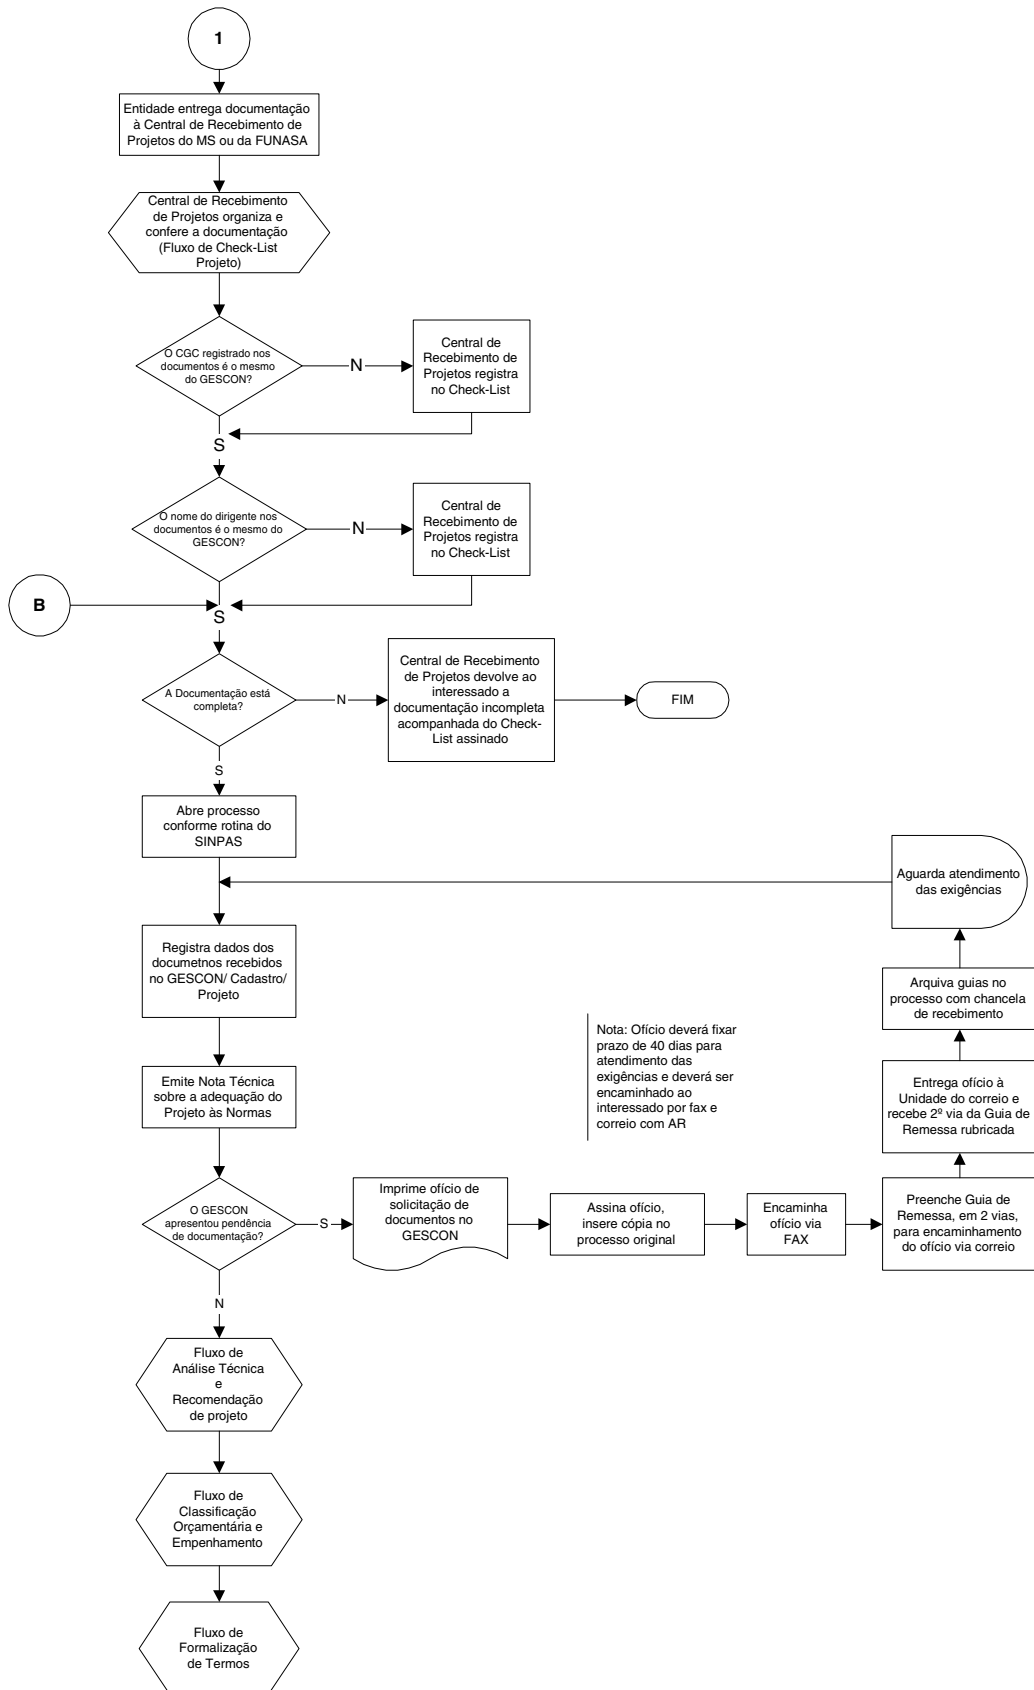 1
Entidade entrega documentação
à Central de Recebimento de
Projetos do MS ou da FUNASA
Central de Recebimento
de Projetos organiza e
confere a documentação
(Fluxo de Check-List
Projeto)
O CGC registrado nos
documentos é o mesmo
do GESCON?
N
Central de
Recebimento de
Projetos registra
no Check-List
S
O nome do dirigente nos
documentos é o mesmo do
GESCON?
N
Central de
Recebimento de
Projetos registra
no Check-List
B
S
A Documentação está
completa?
N
Central de Recebimento
de Projetos devolve ao
interessado a
documentação incompleta
acompanhada do Check-
List assinado
FIM
S
Abre processo
conforme rotina do
SINPAS
Aguarda atendimento
das exigências
Registra dados dos
documetnos recebidos
no GESCON/ Cadastro/
Projeto
Arquiva guias no
processo com chancela
de recebimento
Nota: Ofício deverá fixar
prazo de 40 dias para
atendimento das
exigências e deverá ser
encaminhado ao
interessado por fax e
correio com AR
Entrega ofício à
Unidade do correio e
recebe 2º via da Guia de
Remessa rubricada
Emite Nota Técnica
sobre a adequação do
Projeto às Normas
O GESCON
apresentou pendência
de documentação?
S
Imprime ofício de
solicitação de
documentos no
GESCON
Assina ofício,
insere cópia no
processo original
Encaminha
ofício via
FAX
Preenche Guia de
Remessa, em 2 vias,
para encaminhamento
do ofício via correio
N
Fluxo de
Análise Técnica
e
Recomendação
de projeto
Fluxo de
Classificação
Orçamentária e
Empenhamento
Fluxo de
Formalização
de Termos